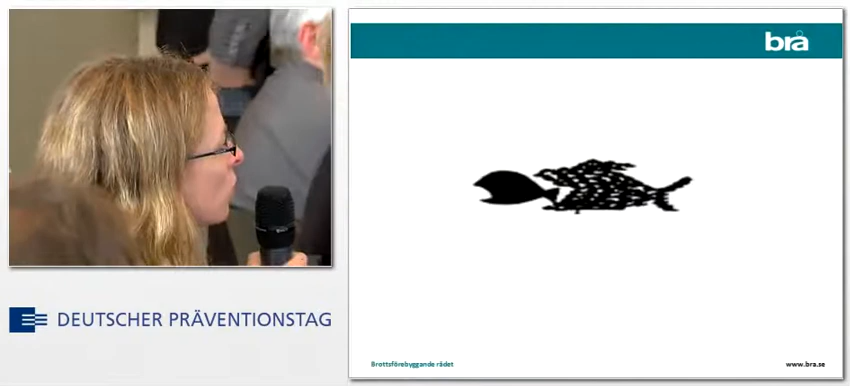 brå
DEUTSCHER PRÄVENTIONSTAG
Brottsförebyggande rådet
www.bra.se